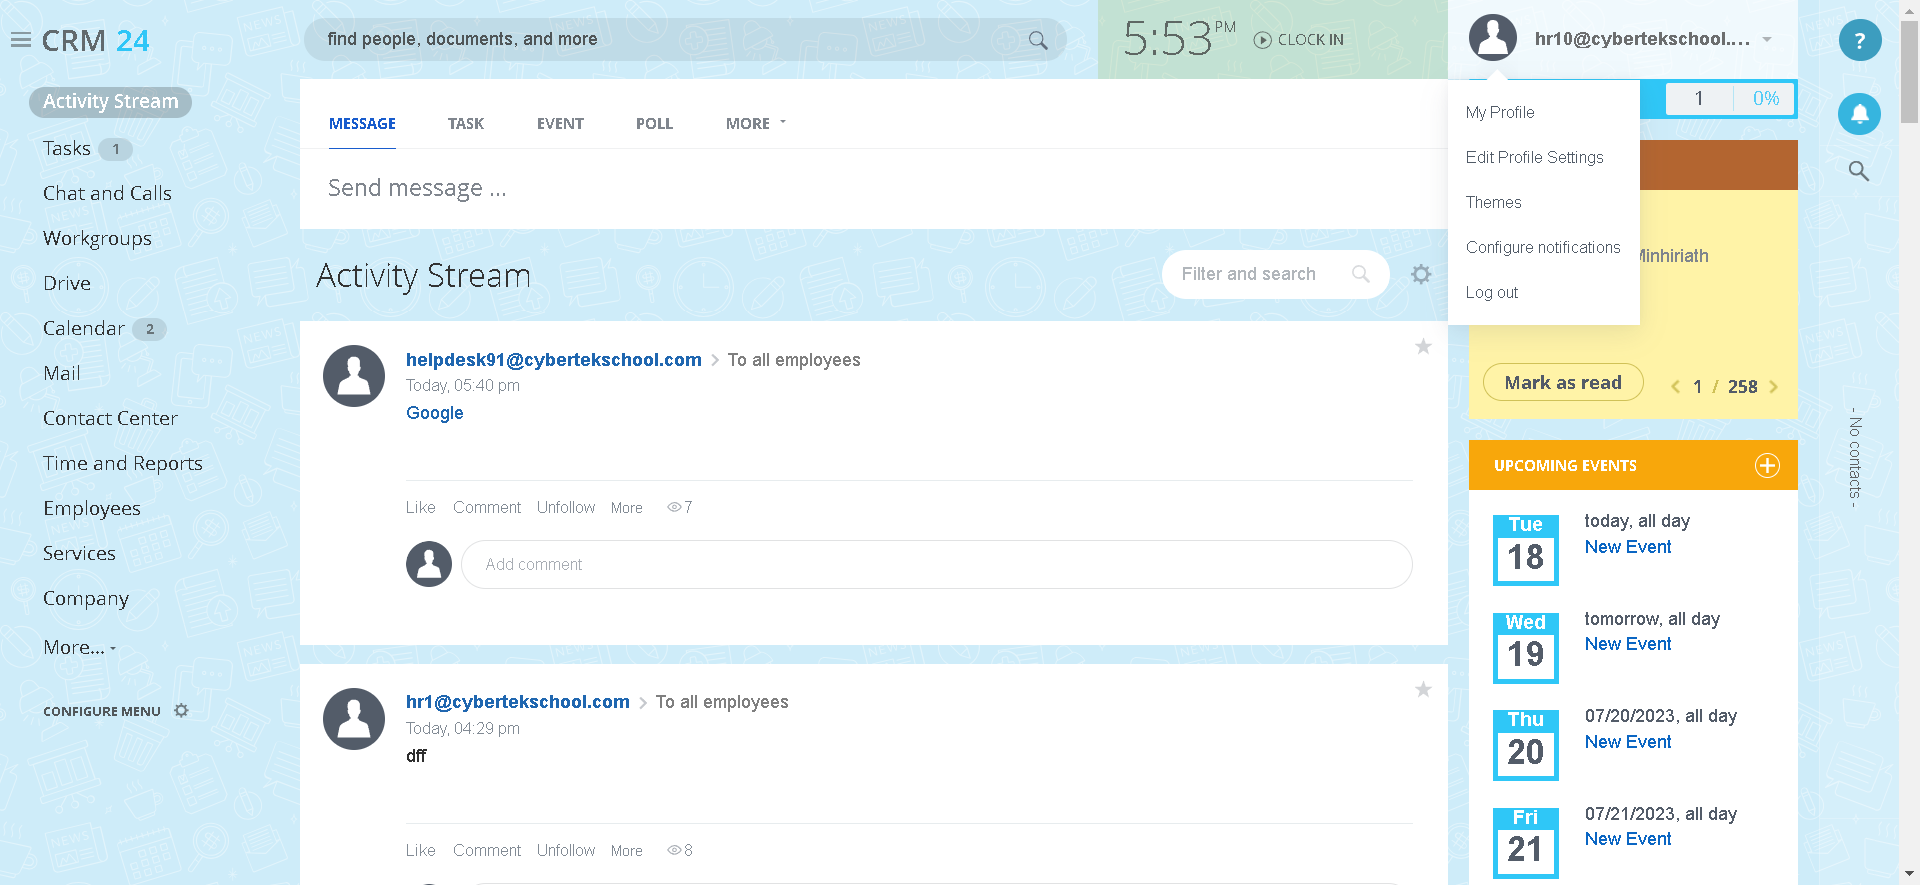 CRM 24
find people, documents, and more
5:53 PM
CLOCK IN
hr10@cybertekschool....
?
Activity Stream
Tasks 1
Chat and Calls
Workgroups
Drive
Calendar 2
Mail
Contact Center
Time and Reports
Employees
Services
Company
More...
CONFIGURE MENU
MESSAGE TASK EVENT POLL MORE
Send message ...
Activity Stream
Filter and search
helpdesk91@cybertekschool.com > To all employees
Today, 05:40 pm
Google
Like Comment Unfollow More 7
Add comment
hr1@cybertekschool.com > To all employees
Today, 04:29 pm
dff
Like Comment Unfollow More 8
My Profile
Edit Profile Settings
Themes
Configure notifications
Log out
1 0%
Minhiriath
Mark as read
1 / 258
UPCOMING EVENTS
Tue
18
today, all day
New Event
Wed
19
tomorrow, all day
New Event
Thu
20
07/20/2023, all day
New Event
Fri
21
07/21/2023, all day
New Event
- No contacts -